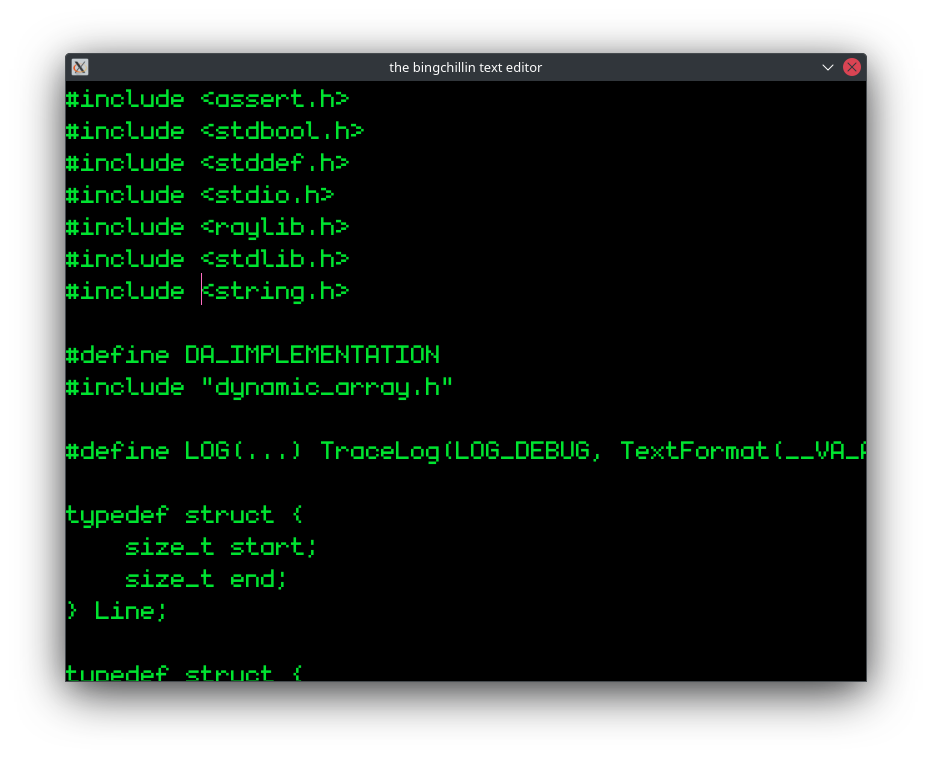 the bingchillin text editor
#include <assert.h>
#include <stdbool.h>
#include <stddef.h>
#include <stdio.h>
#include <raylib.h>
#include <stdlib.h>
#include <string.h>
#define DA_IMPLEMENTATION
#include "dynamic_array.h"
#define LOG(...) TraceLog(LOG_DEBUG, TextFormat(__VA_
typedef struct {
    size_t start;
    size_t end;
} Line;
typedef struct {